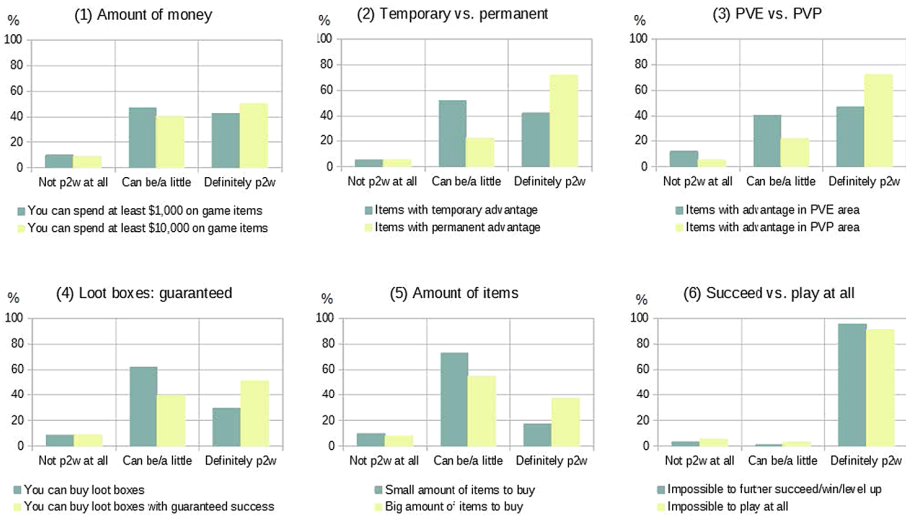 (1) Amount of money
%
100
80
60
40
20
0
Not p2w at all Can be/a little Definitely p2w
You can spend at least $1,000 on game items
You can spend at least $10,000 on game items
(2) Temporary vs. permanent
%
100
80
60
40
20
0
Not p2w at all Can be/a little Definitely p2w
Items with temporary advantage
Items with permanent advantage
(3) PVE vs. PVP
%
100
80
60
40
20
0
Not p2w at all Can be/a little Definitely p2w
Items with advantage in PVE area
Items with advantage in PVP area
(4) Loot boxes: guaranteed
%
100
80
60
40
20
0
Not p2w at all Can be/a little Definitely p2w
You can buy loot boxes
You can buy loot boxes with guaranteed success
(5) Amount of items
%
100
80
60
40
20
0
Not p2w at all Can be/a little Definitely p2w
Small amount of items to buy
Big amount of items to buy
(6) Succeed vs. play at all
%
100
80
60
40
20
0
Not p2w at all Can be/a little Definitely p2w
Impossible to further succeed/win/level up
Impossible to play at all